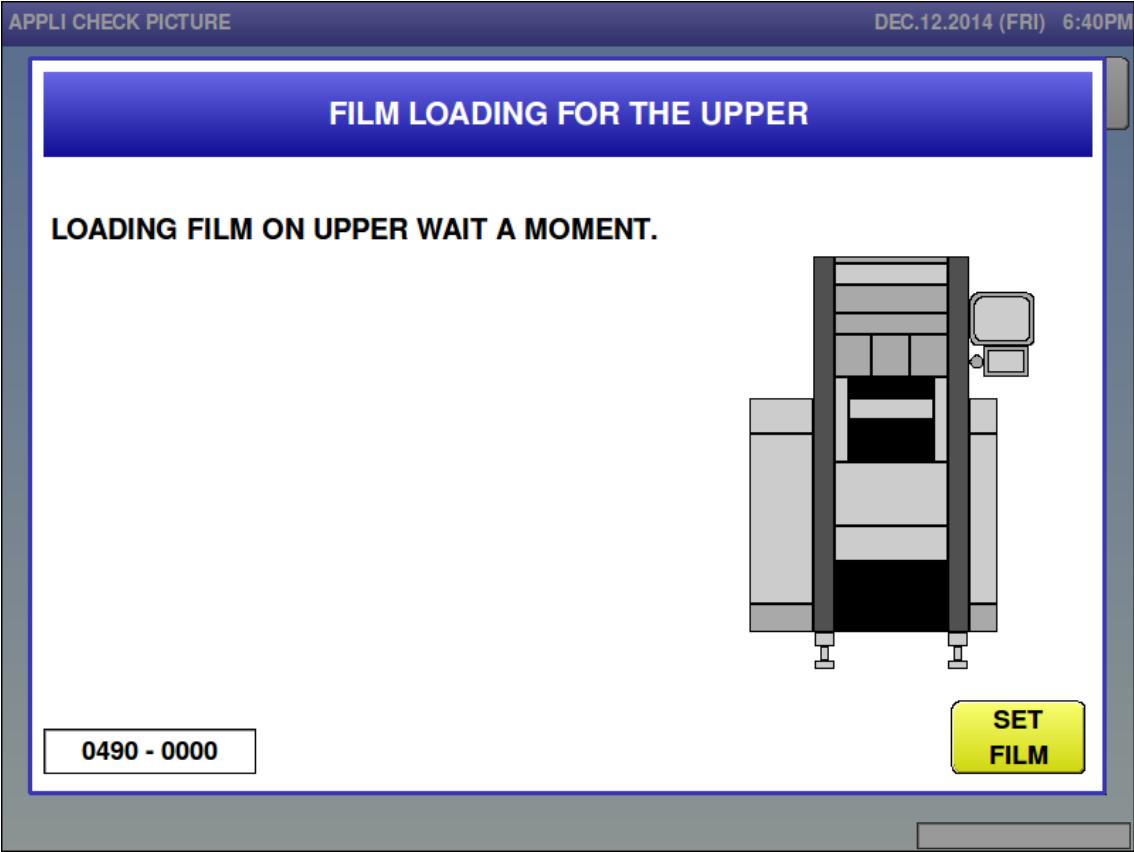 APPLI CHECK PICTURE DEC.12.2014 (FRI) 6:40PM
FILM LOADING FOR THE UPPER
LOADING FILM ON UPPER WAIT A MOMENT.
0490 - 0000
SET
FILM